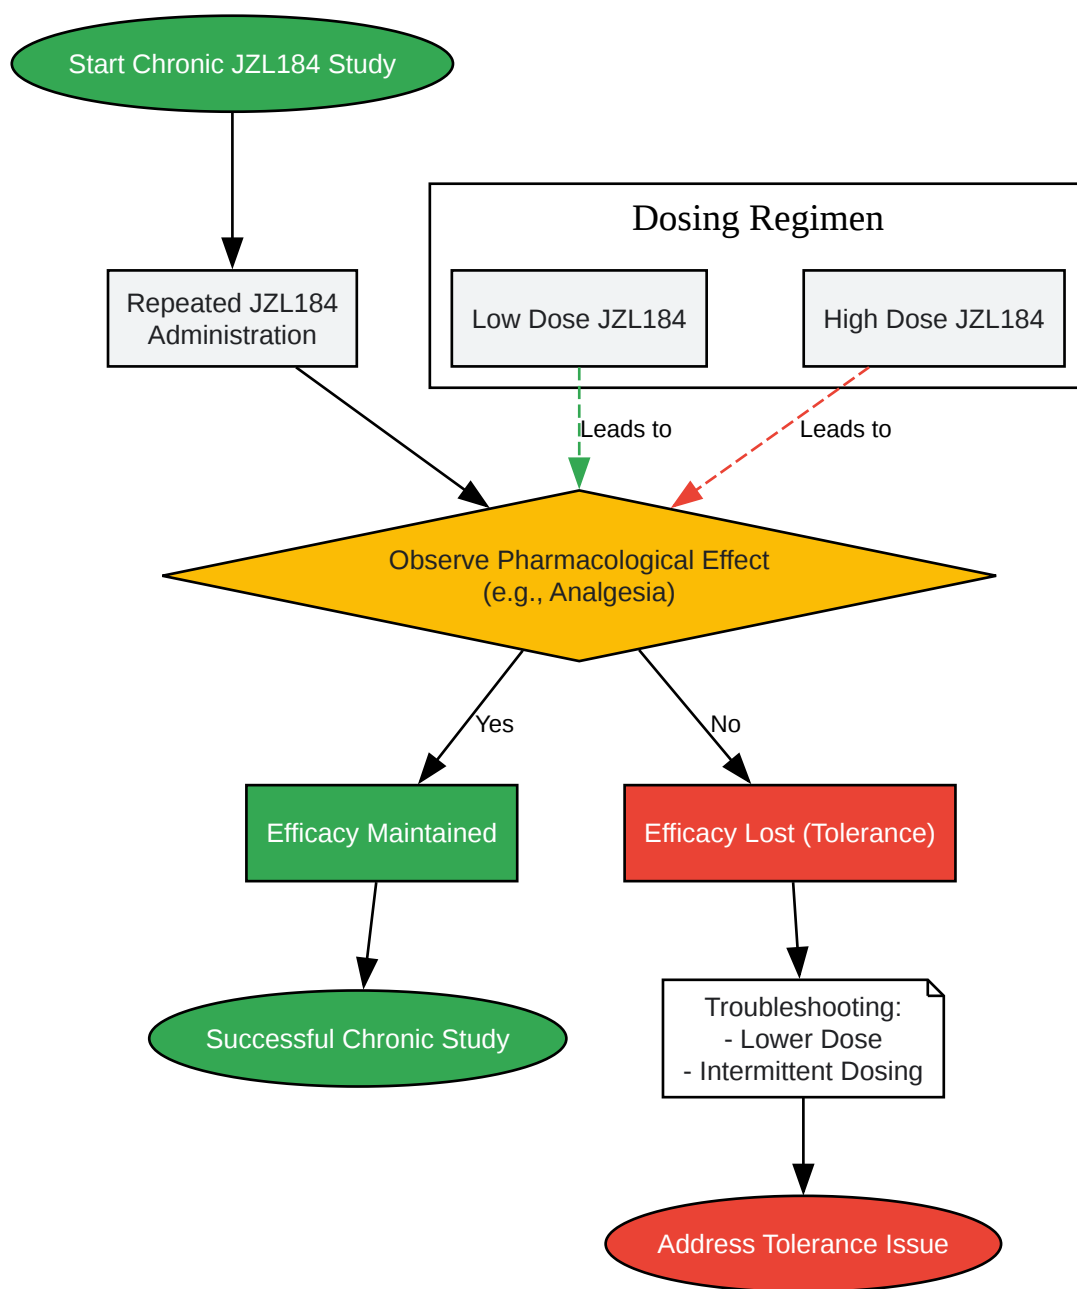 Start Chronic JZL184 Study
Dosing Regimen
Repeated JZL184
Administration
Low Dose JZL184
High Dose JZL184
Leads to
Leads to
Observe Pharmacological Effect
(e.g., Analgesia)
Yes
No
Efficacy Maintained
Efficacy Lost (Tolerance)
Troubleshooting:
- Lower Dose
- Intermittent Dosing
Successful Chronic Study
Address Tolerance Issue